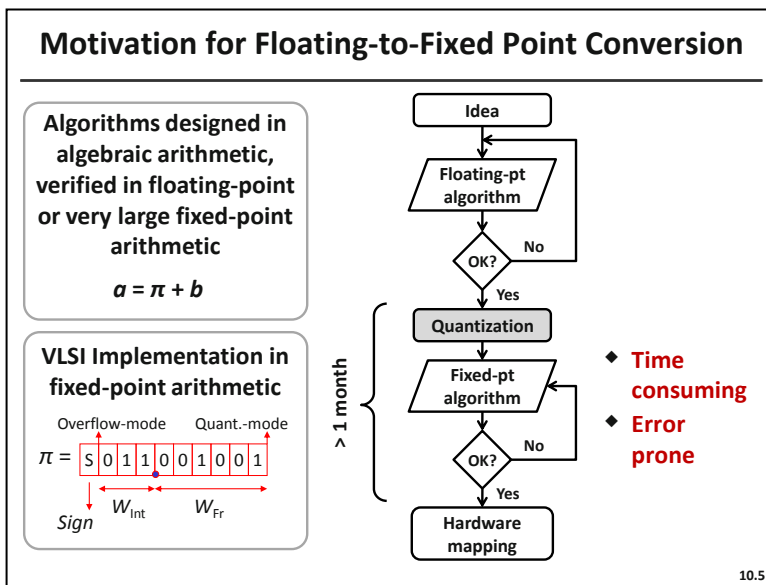 Motivation for Floating-to-Fixed Point Conversion
Algorithms designed in
algebraic arithmetic,
verified in floating-point
or very large fixed-point
arithmetic
a = π + b
VLSI Implementation in
fixed-point arithmetic
Overflow-mode Quant.-mode
π = S 0 1 1 0 0 1 0 0 1
Sign W_Int W_Fr
Idea
Floating-pt
algorithm
OK? No
Yes
Quantization
Fixed-pt
algorithm
OK? No
Yes
Hardware
mapping
> 1 month
◆ Time
consuming
◆ Error
prone
10.5